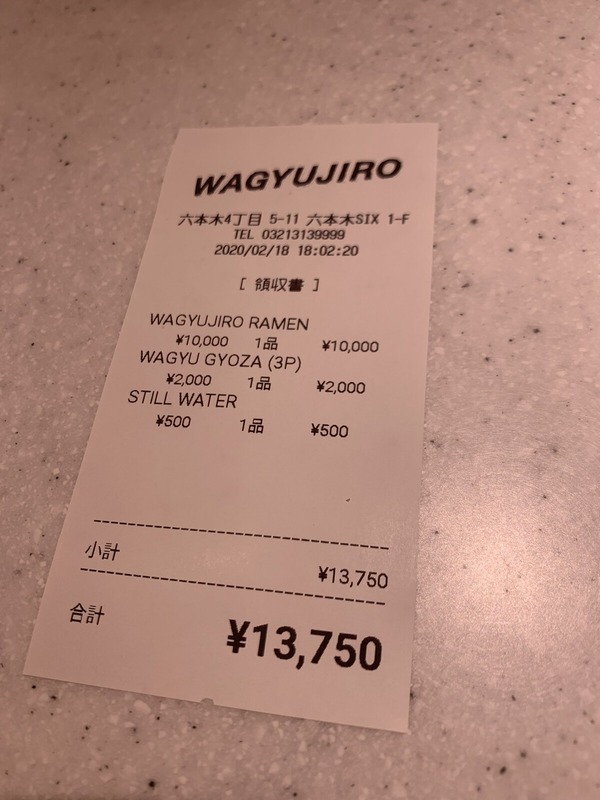 WAGYUJIRO
六本木4丁目 5-11 六本木SIX 1-F
TEL 03213139999
2020/02/18 18:02:20
[ 領収書 ]
WAGYUJIRO RAMEN
¥10,000 1品 ¥10,000
WAGYU GYOZA (3P)
¥2,000 1品 ¥2,000
STILL WATER
¥500 1品 ¥500
小計 ¥13,750
合計 ¥13,750